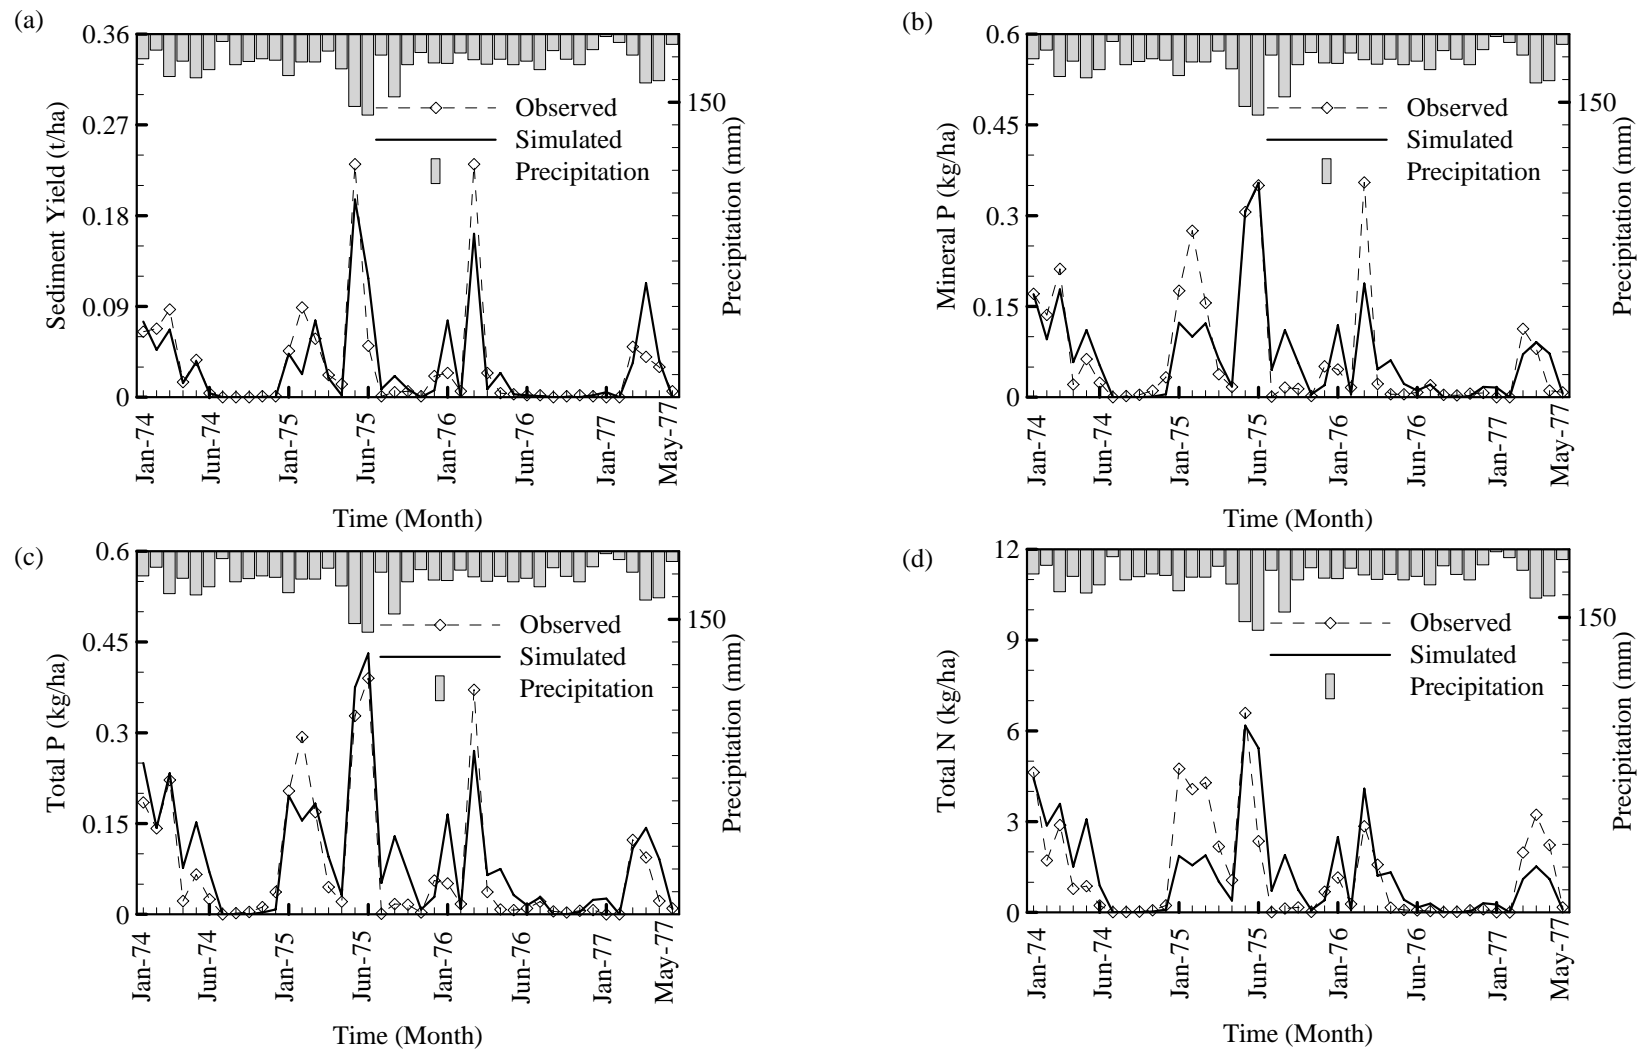 (a)
0.36
0.27
0.18
0.09
0
Sediment Yield (t/ha)
150
Precipitation (mm)
Observed
Simulated
Precipitation
Jan-74
Jun-74
Jan-75
Jun-75
Jan-76
Jun-76
Jan-77
May-77
Time (Month)
(b)
0.6
0.45
0.3
0.15
0
Mineral P (kg/ha)
150
Precipitation (mm)
Observed
Simulated
Precipitation
Jan-74
Jun-74
Jan-75
Jun-75
Jan-76
Jun-76
Jan-77
May-77
Time (Month)
(c)
0.6
0.45
0.3
0.15
0
Total P (kg/ha)
150
Precipitation (mm)
Observed
Simulated
Precipitation
Jan-74
Jun-74
Jan-75
Jun-75
Jan-76
Jun-76
Jan-77
May-77
Time (Month)
(d)
12
9
6
3
0
Total N (kg/ha)
150
Precipitation (mm)
Observed
Simulated
Precipitation
Jan-74
Jun-74
Jan-75
Jun-75
Jan-76
Jun-76
Jan-77
May-77
Time (Month)